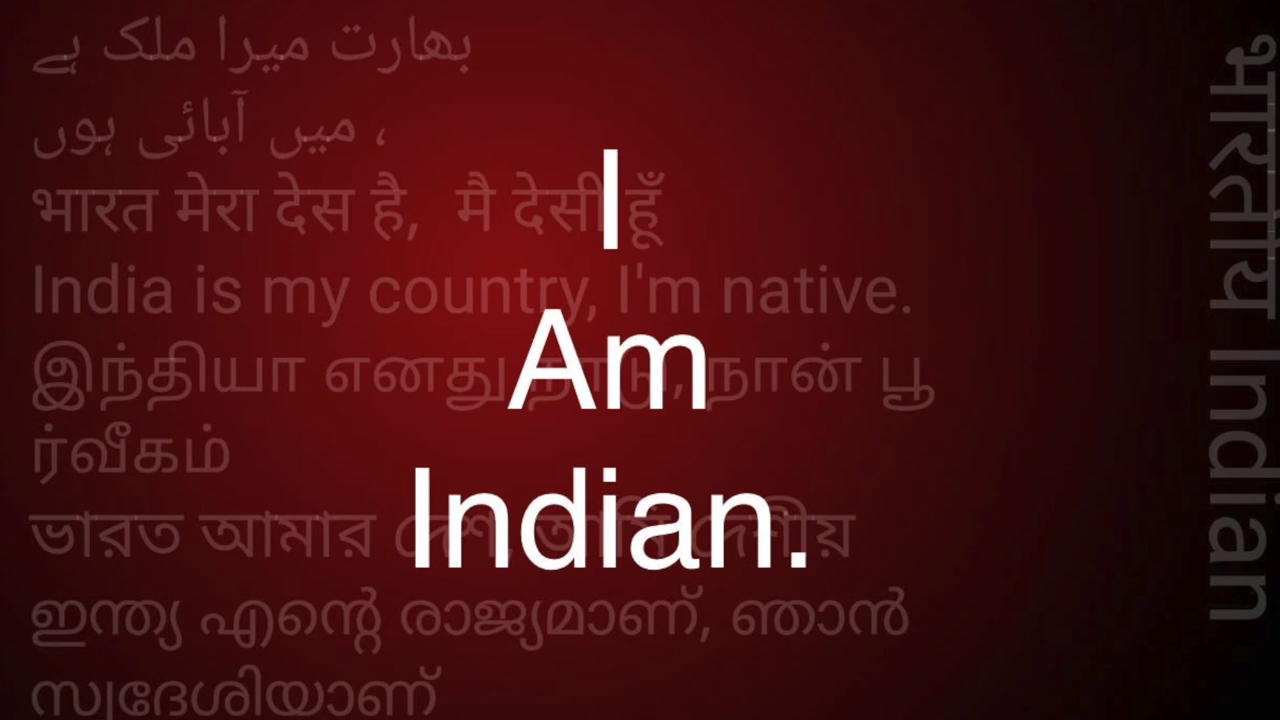 بھارت میرا ملک ہے
، میں آبائی ہوں
भारत मेरा देस है, मै देसी हूँ
India is my country, I'm native.
இந்தியா எனது நாடு, நான் பூ
ர்வீகம்
ভারত আমার দেশ, আমি দেশীয়
ഇന്ത്യ എന്റെ രാജ്യമാണ്, ഞാൻ
സ്വദേശിയാണ്
I
Am
Indian.
भारतीय Indian